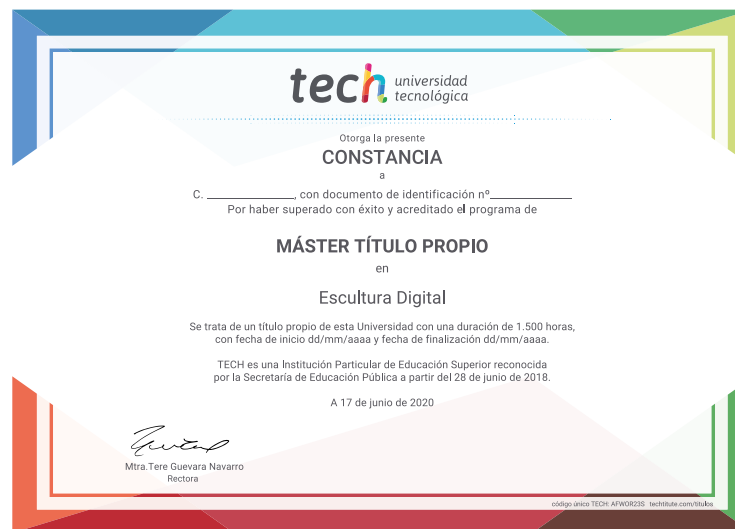 tech universidad
tecnológica
Otorga la presente
CONSTANCIA
a
C. ________________, con documento de identificación nº______________
Por haber superado con éxito y acreditado el programa de
MÁSTER TÍTULO PROPIO
en
Escultura Digital
Se trata de un título propio de esta Universidad con una duración de 1.500 horas,
con fecha de inicio dd/mm/aaaa y fecha de finalización dd/mm/aaaa.
TECH es una Institución Particular de Educación Superior reconocida
por la Secretaría de Educación Pública a partir del 28 de junio de 2018.
A 17 de junio de 2020
Mtra.Tere Guevara Navarro
Rectora
código único TECH: AFWOR23S techtitute.com/titulos